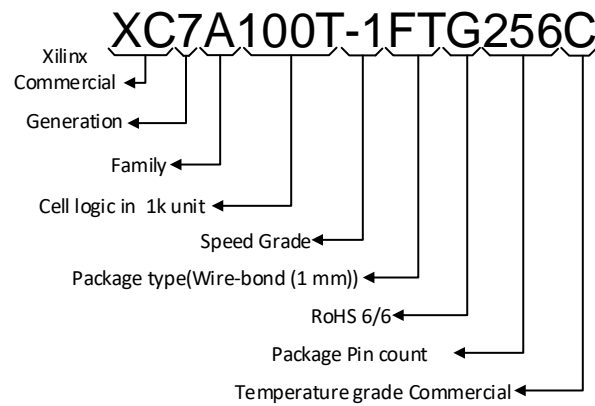 XC7A100T-1FTG256C
Xilinx
Commercial
Generation
Family
Cell logic in 1k unit
Speed Grade
Package type(Wire-bond (1 mm))
RoHS 6/6
Package Pin count
Temperature grade Commercial